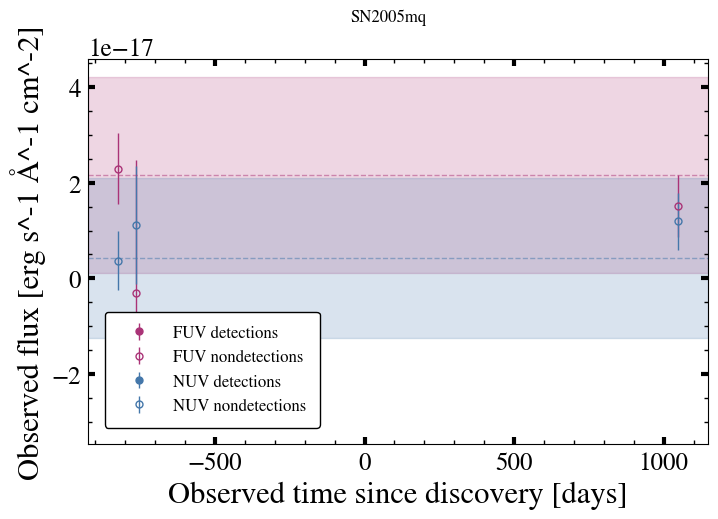 SN2005mq
1e−17
4
2
0
−2
Observed flux [erg s^-1 Å^-1 cm^-2]
FUV detections
FUV nondetections
NUV detections
NUV nondetections
−500 0 500 1000
Observed time since discovery [days]